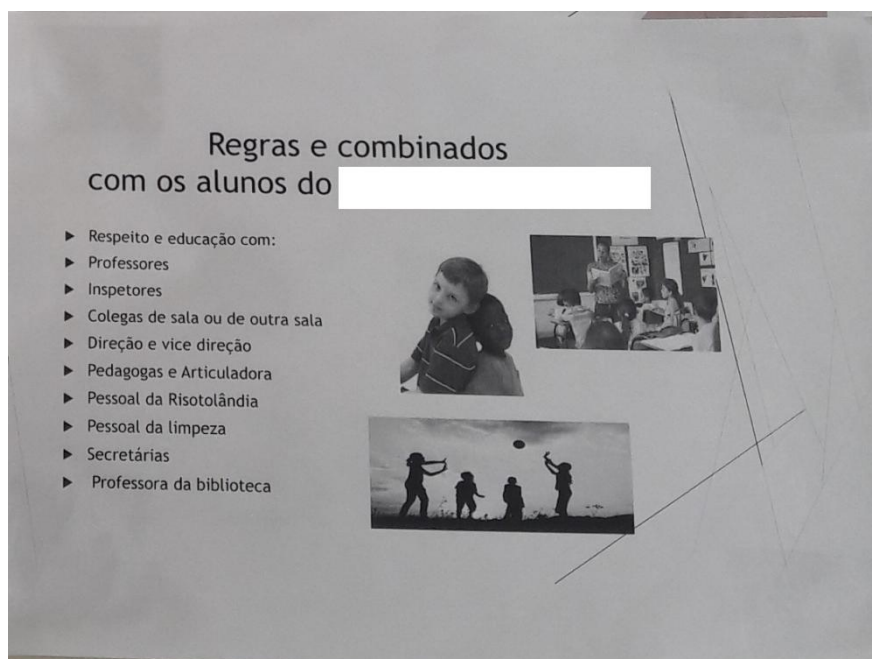 Regras e combinados
com os alunos do
► Respeito e educação com:
► Professores
► Inspetores
► Colegas de sala ou de outra sala
► Direção e vice direção
► Pedagogas e Articuladora
► Pessoal da Risotolândia
► Pessoal da limpeza
► Secretárias
► Professora da biblioteca